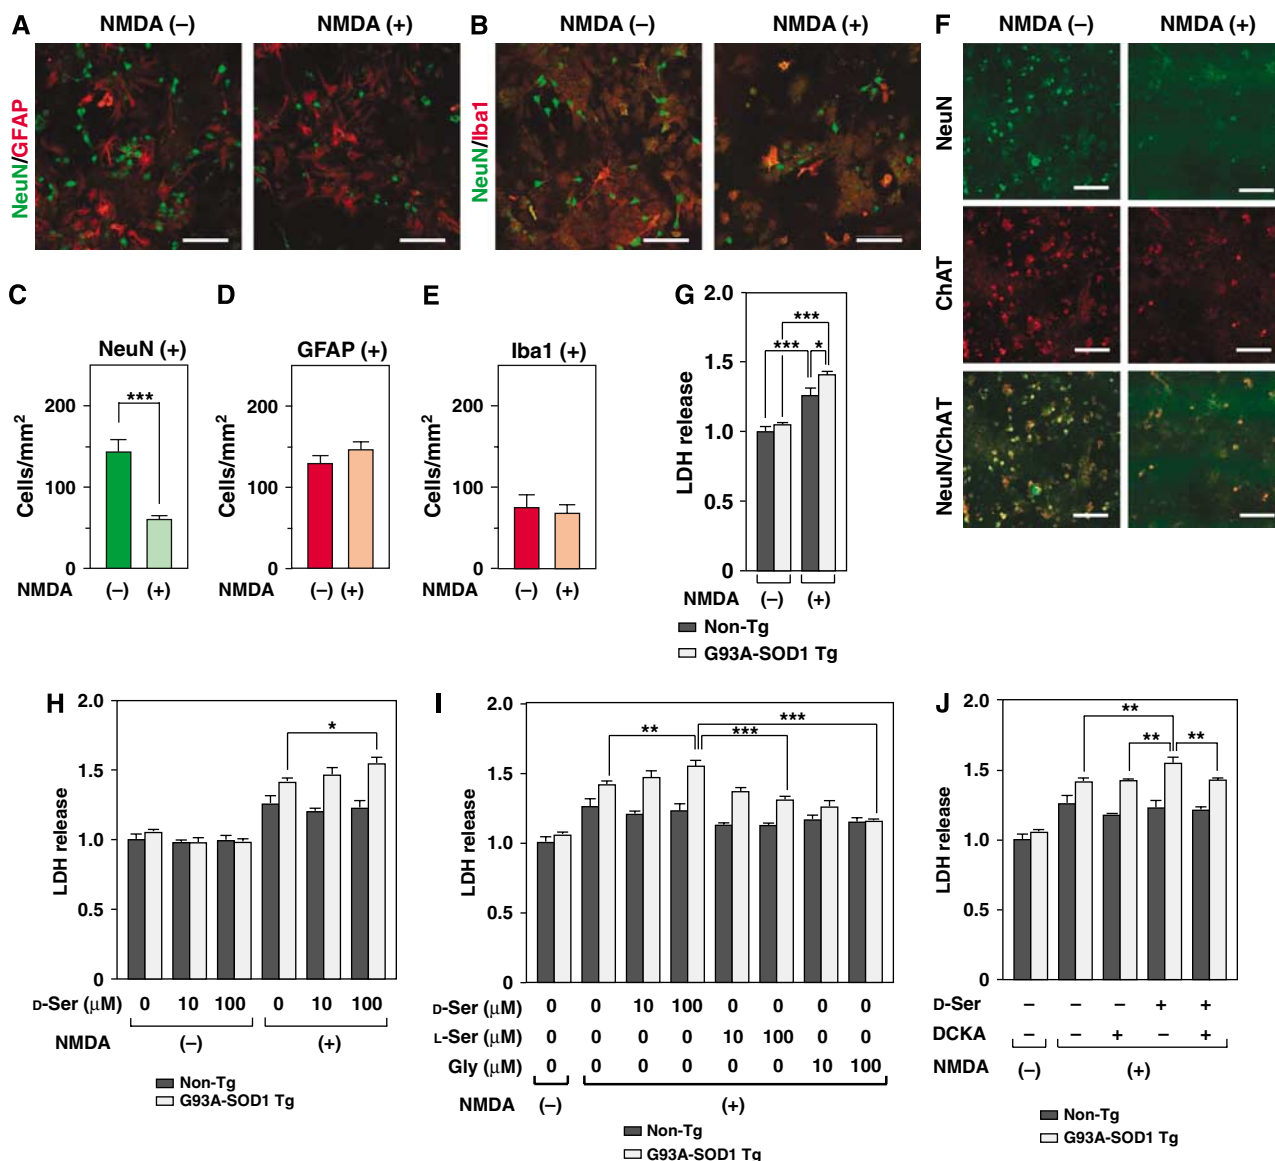 A NMDA (–) NMDA (+) B NMDA (–) NMDA (+) F NMDA (–) NMDA (+)
NeuN/GFAP
NeuN/Iba1
NeuN
ChAT
NeuN/ChAT
C
NeuN (+)
Cells/mm²
200
100
0
***
NMDA (–) (+)
D
GFAP (+)
Cells/mm²
200
100
0
NMDA (–) (+)
E
Iba1 (+)
Cells/mm²
200
100
0
NMDA (–) (+)
G
LDH release
2.0
1.5
1.0
0.5
0
***
*** *
NMDA (–) (+)
Non-Tg
G93A-SOD1 Tg
H
LDH release
2.0
1.5
1.0
0.5
0
*
D-Ser (μM) 0 10 100 0 10 100
NMDA (–) (+)
Non-Tg
G93A-SOD1 Tg
I
LDH release
2.0
1.5
1.0
0.5
0
***
** ***
D-Ser (μM) 0 0 10 100 0 0 0 0
L-Ser (μM) 0 0 0 0 10 100 0 0
Gly (μM) 0 0 0 0 0 0 10 100
NMDA (–) (+)
Non-Tg
G93A-SOD1 Tg
J
LDH release
2.0
1.5
1.0
0.5
0
**
** **
D-Ser – – – + +
DCKA – – + – +
NMDA (–) (+)
Non-Tg
G93A-SOD1 Tg